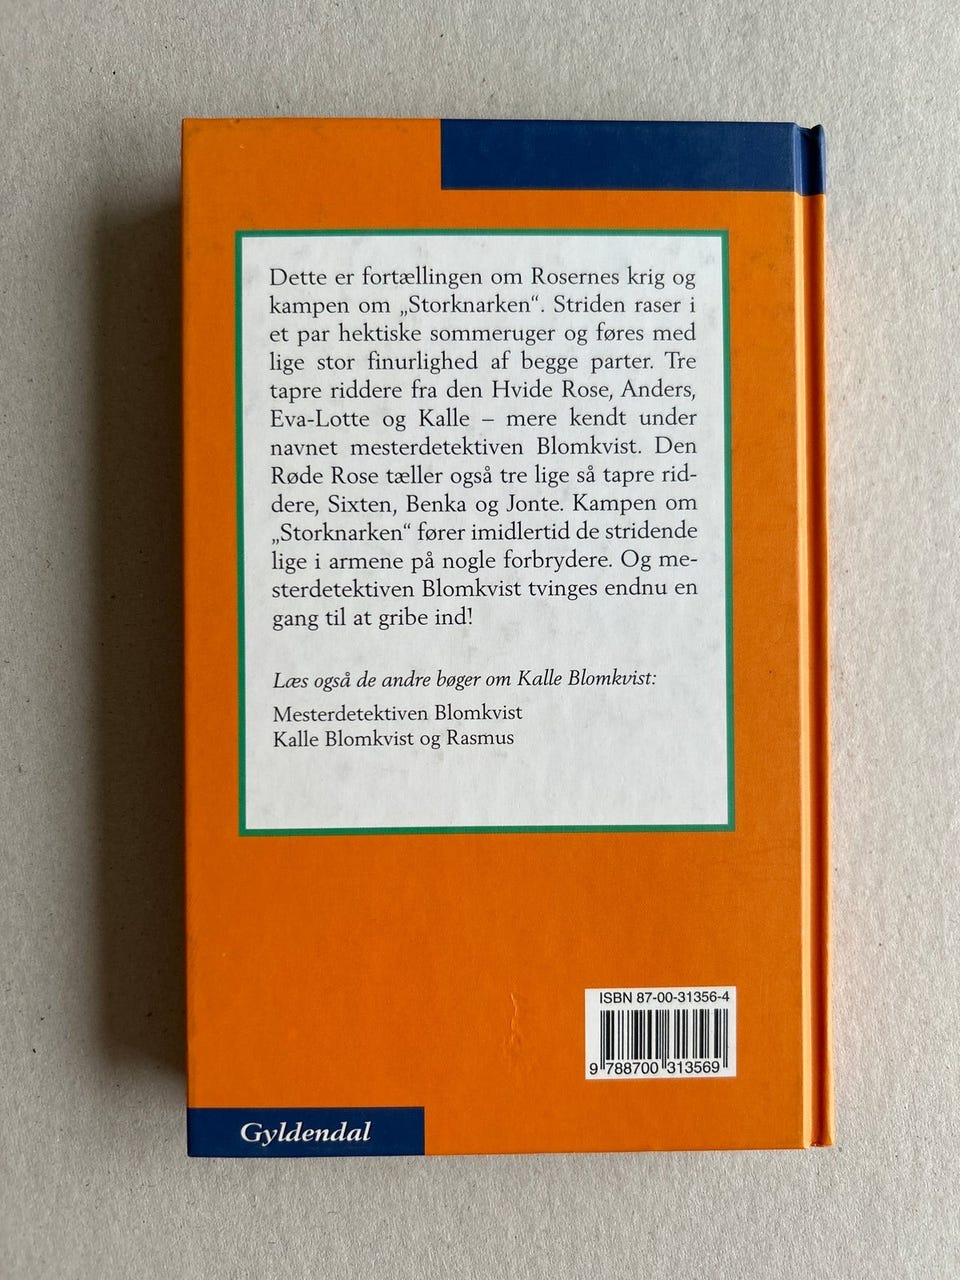 Dette er fortællingen om Rosernes krig og
kampen om „Storknarken“. Striden raser i
et par hektiske sommeruger og føres med
lige stor finurlighed af begge parter. Tre
tapre riddere fra den Hvide Rose, Anders,
Eva-Lotte og Kalle – mere kendt under
navnet mesterdetektiven Blomkvist. Den
Røde Rose tæller også tre lige så tapre rid-
dere, Sixten, Benka og Jonte. Kampen om
„Storknarken“ fører imidlertid de stridende
lige i armene på nogle forbrydere. Og me-
sterdetektiven Blomkvist tvinges endnu en
gang til at gribe ind!
Læs også de andre bøger om Kalle Blomkvist:
Mesterdetektiven Blomkvist
Kalle Blomkvist og Rasmus
ISBN 87-00-31356-4
9 788700 313569
Gyldendal